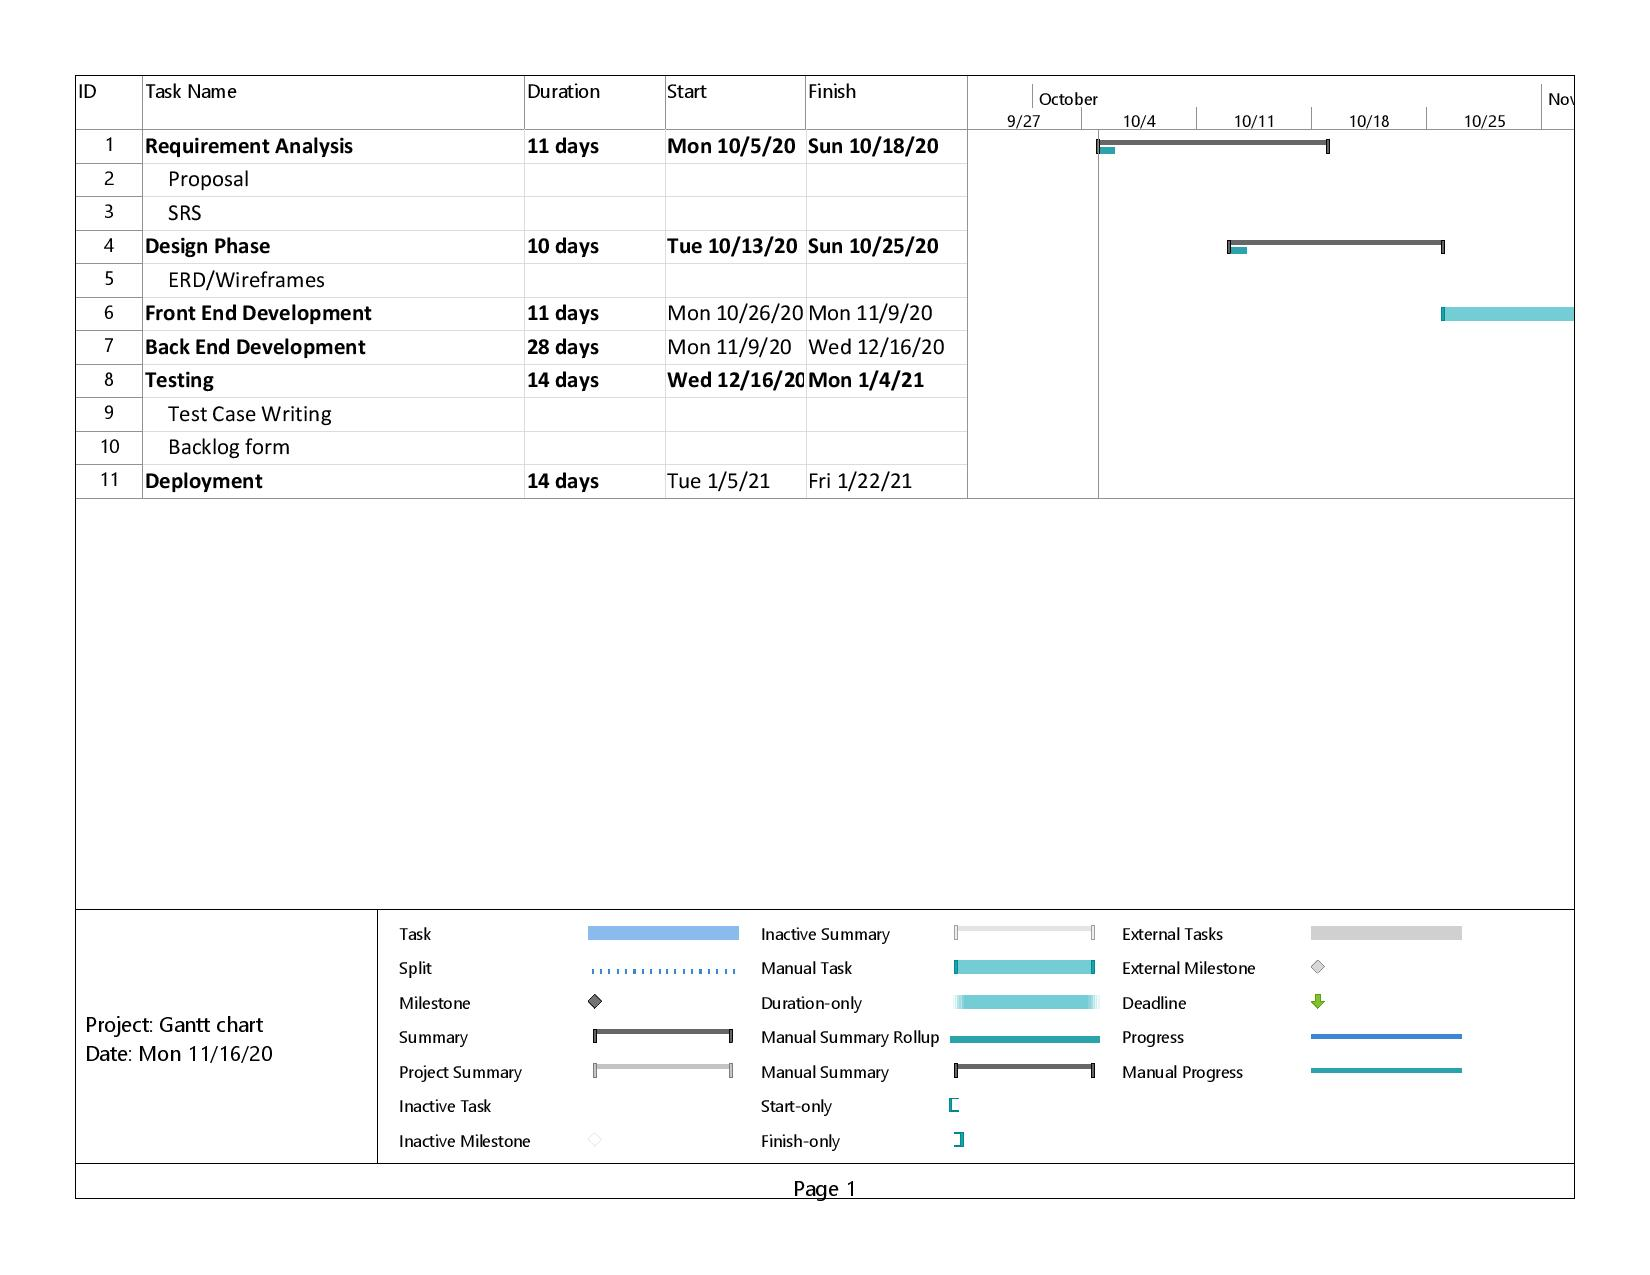 ID Task Name Duration Start Finish
October Nov
9/27 10/4 10/11 10/18 10/25
1 Requirement Analysis 11 days Mon 10/5/20 Sun 10/18/20
2 Proposal
3 SRS
4 Design Phase 10 days Tue 10/13/20 Sun 10/25/20
5 ERD/Wireframes
6 Front End Development 11 days Mon 10/26/20 Mon 11/9/20
7 Back End Development 28 days Mon 11/9/20 Wed 12/16/20
8 Testing 14 days Wed 12/16/20 Mon 1/4/21
9 Test Case Writing
10 Backlog form
11 Deployment 14 days Tue 1/5/21 Fri 1/22/21
Project: Gantt chart
Date: Mon 11/16/20
Task
Split
Milestone
Summary
Project Summary
Inactive Task
Inactive Milestone
Inactive Summary
Manual Task
Duration-only
Manual Summary Rollup
Manual Summary
Start-only
Finish-only
External Tasks
External Milestone
Deadline
Progress
Manual Progress
Page 1